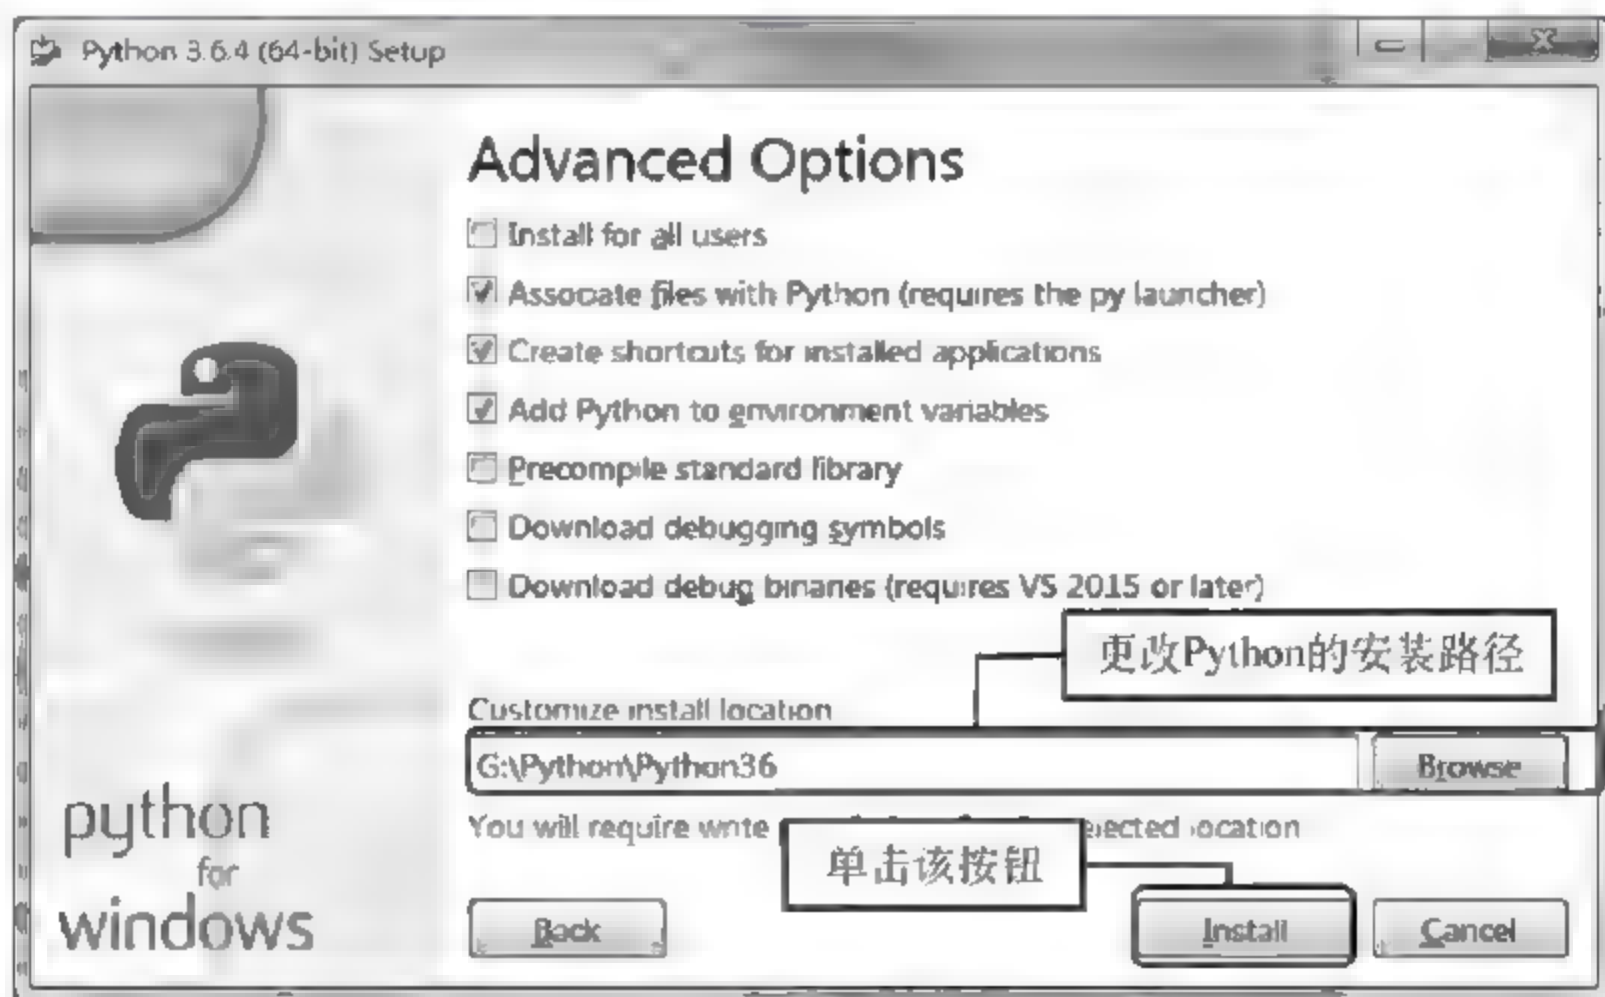 Python 3.6.4 (64-bit) Setup
Advanced Options
Install for all users
Associate files with Python (requires the py launcher)
Create shortcuts for installed applications
Add Python to environment variables
Precompile standard library
Download debugging symbols
Download debug binaries (requires VS 2015 or later)
更改Python的安装路径
Customize install location
G:\Python\Python36
Browse
You will require write
location
单击该按钮
python
for
windows
Back
Install
Cancel